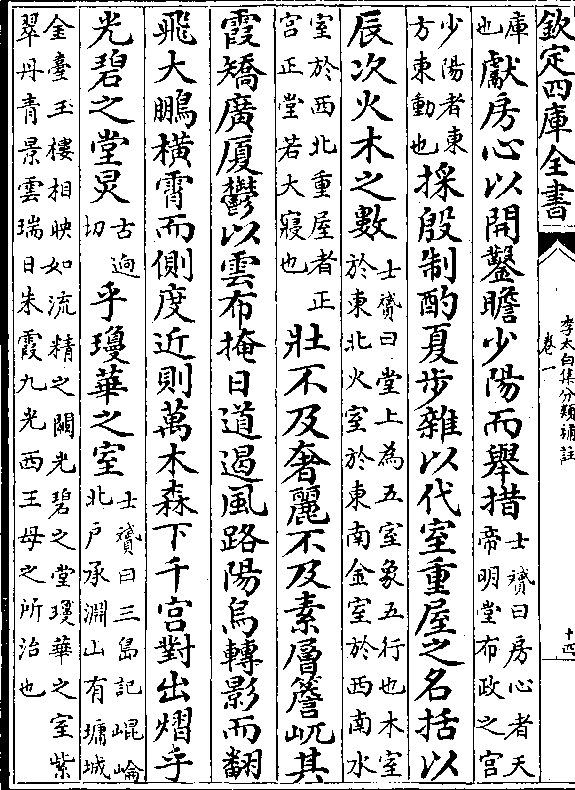 欽定四庫全書
李太白集分類補註
卷一
十四
庫也獻房心以開鑿瞻少陽而舉措士贇曰房心者天帝明堂布政之宫
少陽者東方東動也採殷制酌夏步雜以代室重屋之名括以
辰次火木之數士贇曰堂上為五室象五行也木室於東北火室於東南金室於西南水
室於西北重屋者正宫正堂若大寢也壯不及奢麗不及素層簷屼其
霞矯廣厦鬱以雲布掩日道遏風路陽烏轉影而翻
飛大鵬橫霄而側度近則萬木森下千宫對出熠乎
光碧之堂炅古迥切乎瓊華之室士贇曰三島記崐崘北戶承淵山有墉城
金臺玉樓相映如流精之闕光碧之堂瓊華之室紫翠丹青景雲瑞日朱霞九光西王母之所治也